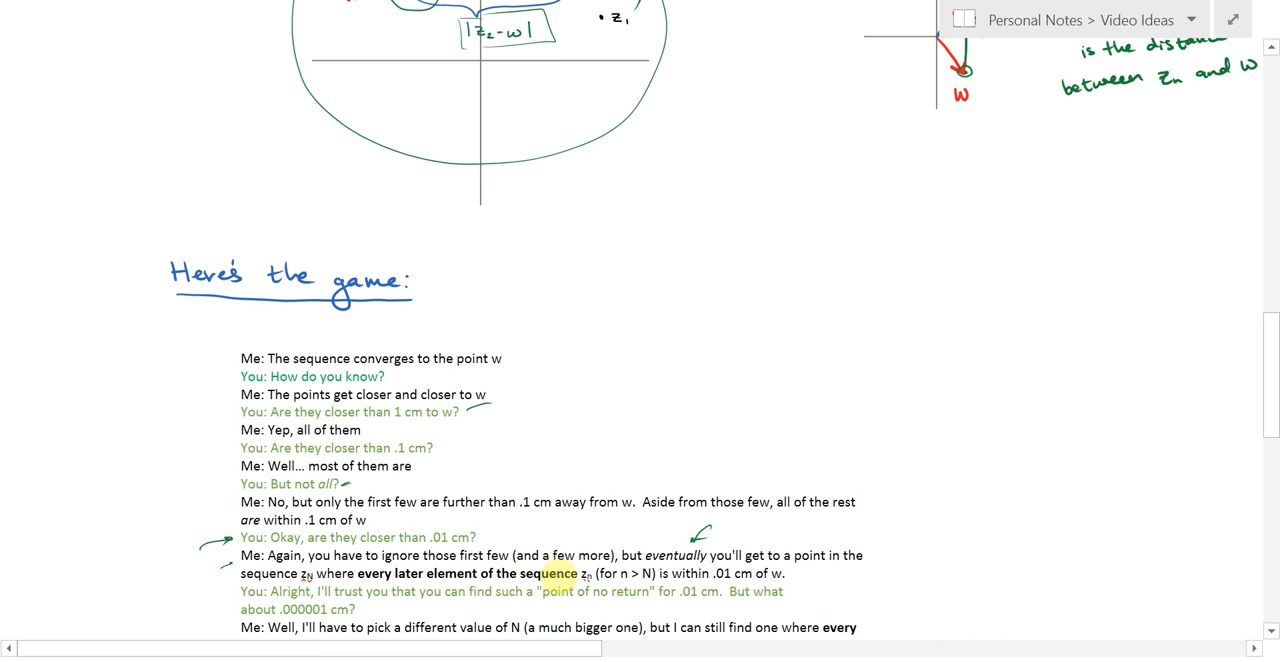 Personal Notes > Video Ideas
|z₂-w|
z₁
is the distance
between zₙ and w
w
Here's the game:
Me: The sequence converges to the point w
You: How do you know?
Me: The points get closer and closer to w
You: Are they closer than 1 cm to w?
Me: Yep, all of them
You: Are they closer than .1 cm?
Me: Well... most of them are
You: But not all?
Me: No, but only the first few are further than .1 cm away from w.  Aside from those few, all of the rest
are within .1 cm of w
You: Okay, are they closer than .01 cm?
Me: Again, you have to ignore those first few (and a few more), but eventually you'll get to a point in the
sequence zN where every later element of the sequence zn (for n > N) is within .01 cm of w.
You: Alright, I'll trust you that you can find such a "point of no return" for .01 cm.  But what
about .000001 cm?
Me: Well, I'll have to pick a different value of N (a much bigger one), but I can still find one where every